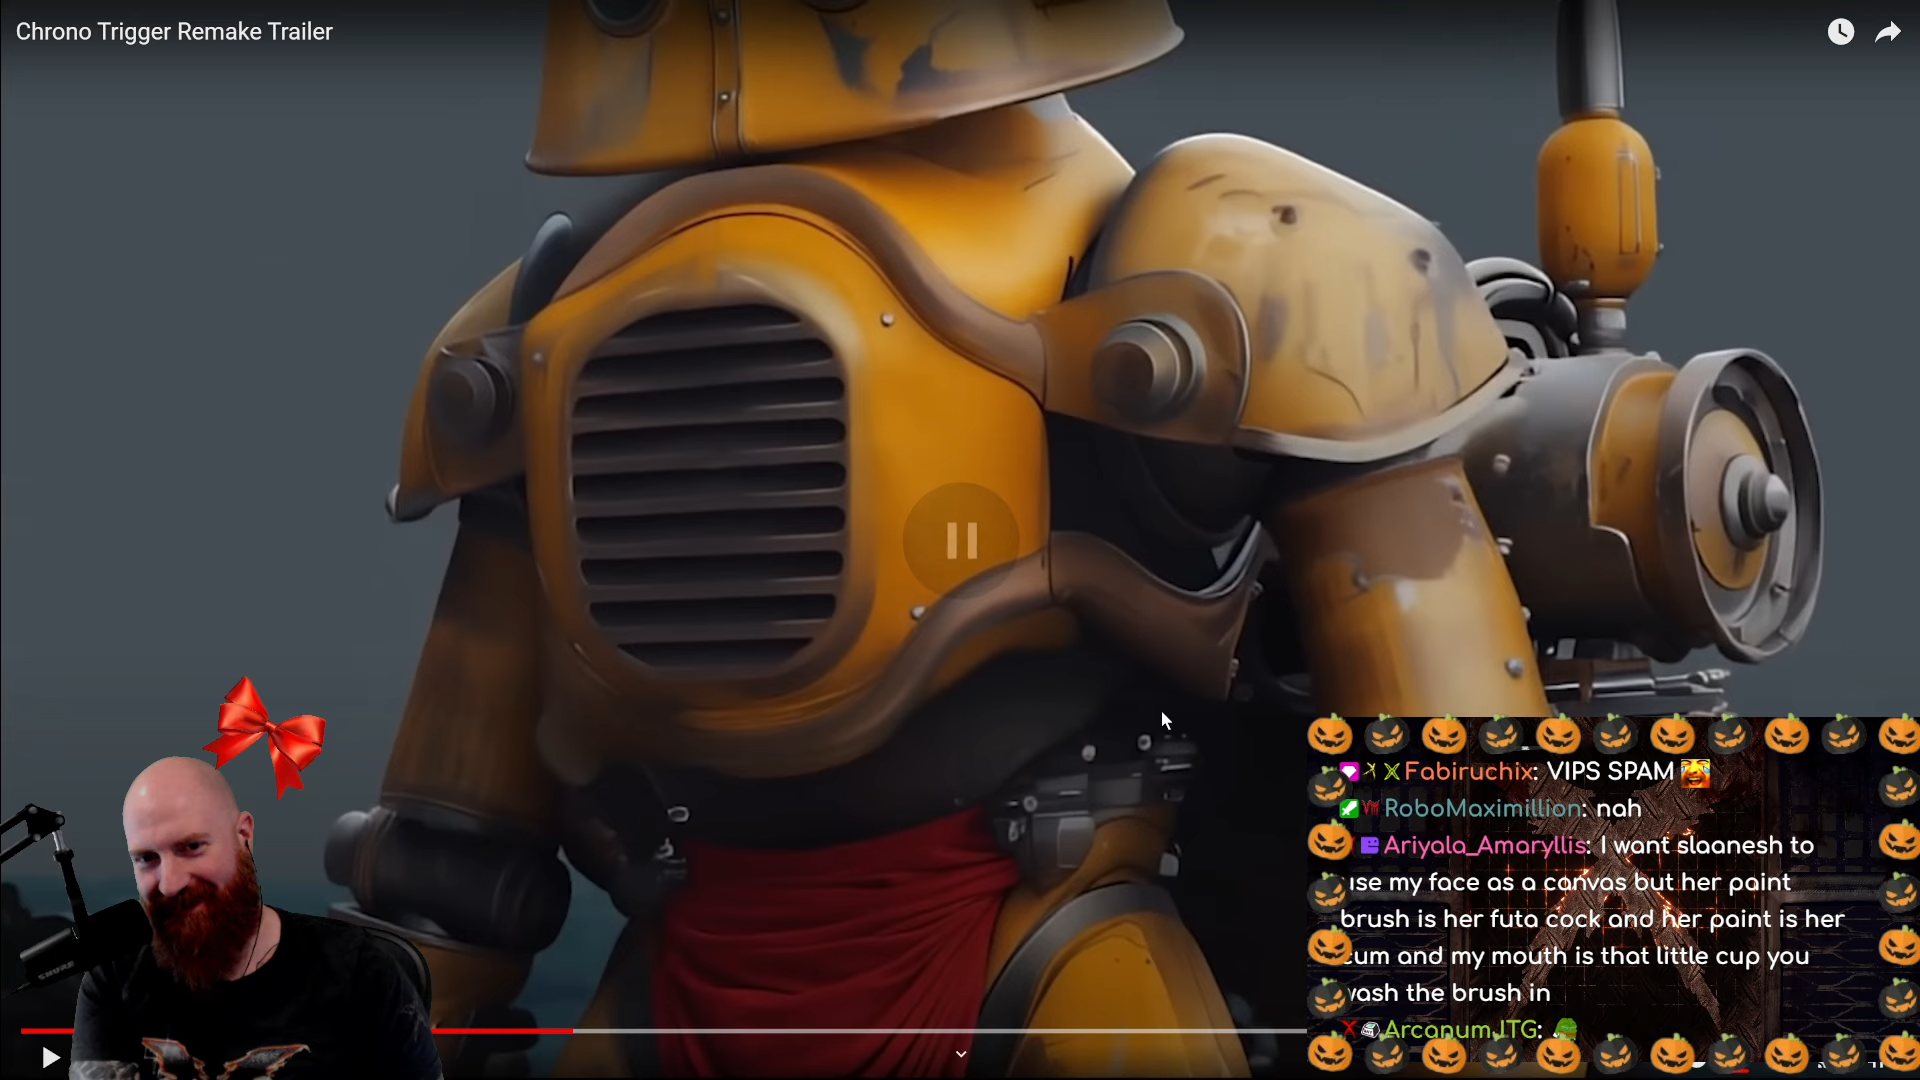 Chrono Trigger Remake Trailer
Fabiruchix: VIPS SPAM
RoboMaximillion: nah
Ariyala_Amaryllis: I want slaanesh to
use my face as a canvas but her paint
brush is her futa cock and her paint is her
cum and my mouth is that little cup you
wash the brush in
ArcanumJTG:
SHURE